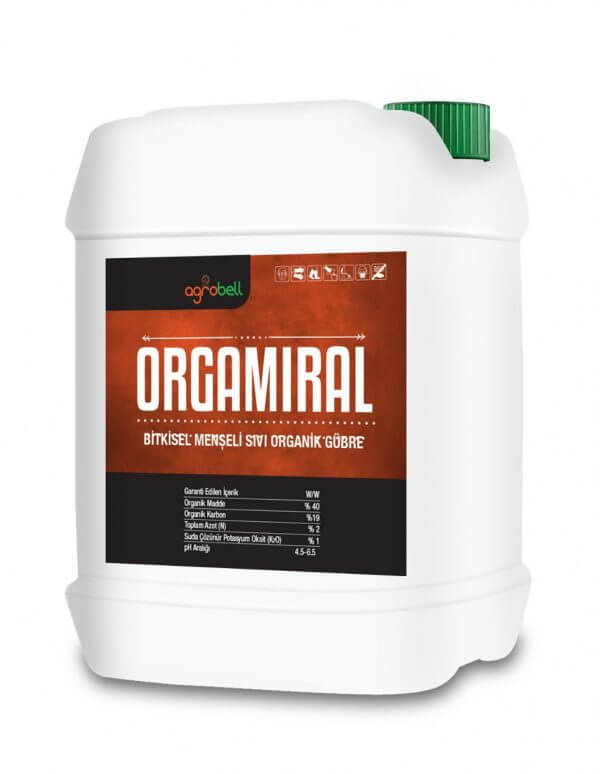 agrobell
ORGAMIRAL
BİTKİSEL MENŞELİ SIVI ORGANİK GÜBRE
Garanti Edilen İçerik W/W
Organik Madde % 40
Organik Karbon %19
Toplam Azot (N) % 2
Suda Çözünür Potasyum Oksit (K2O) % 1
pH Aralığı 4.5-6.5